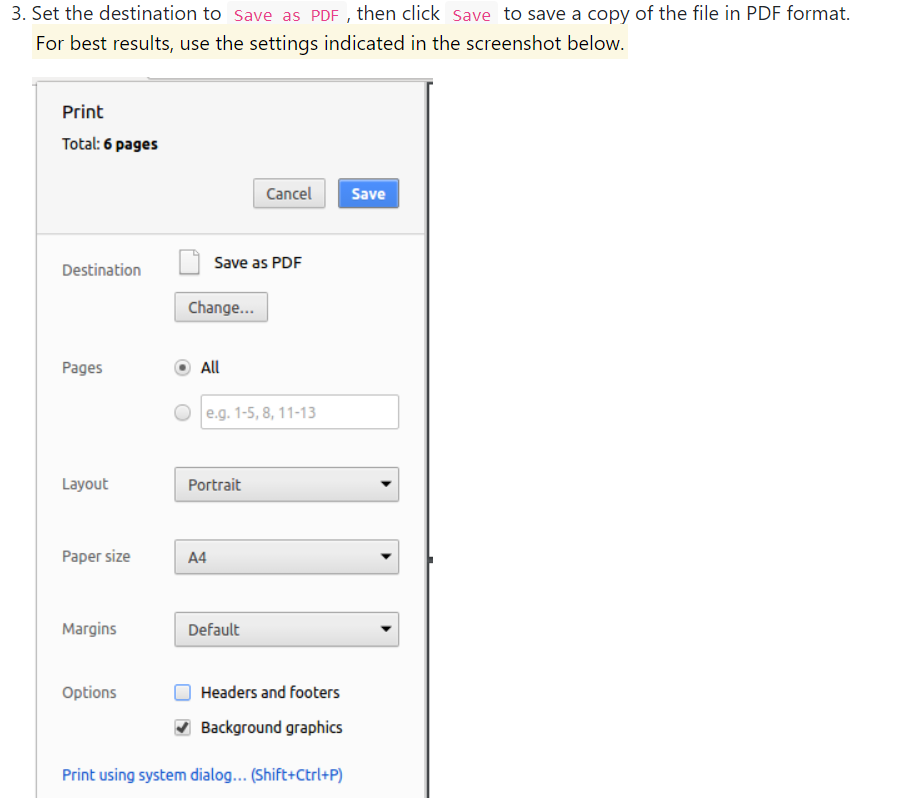 3. Set the destination to Save as PDF , then click Save to save a copy of the file in PDF format.
For best results, use the settings indicated in the screenshot below.
Print
Total: 6 pages
Cancel Save
Destination Save as PDF
Change...
Pages All
e.g. 1-5, 8, 11-13
Layout Portrait
Paper size A4
Margins Default
Options Headers and footers
Background graphics
Print using system dialog... (Shift+Ctrl+P)